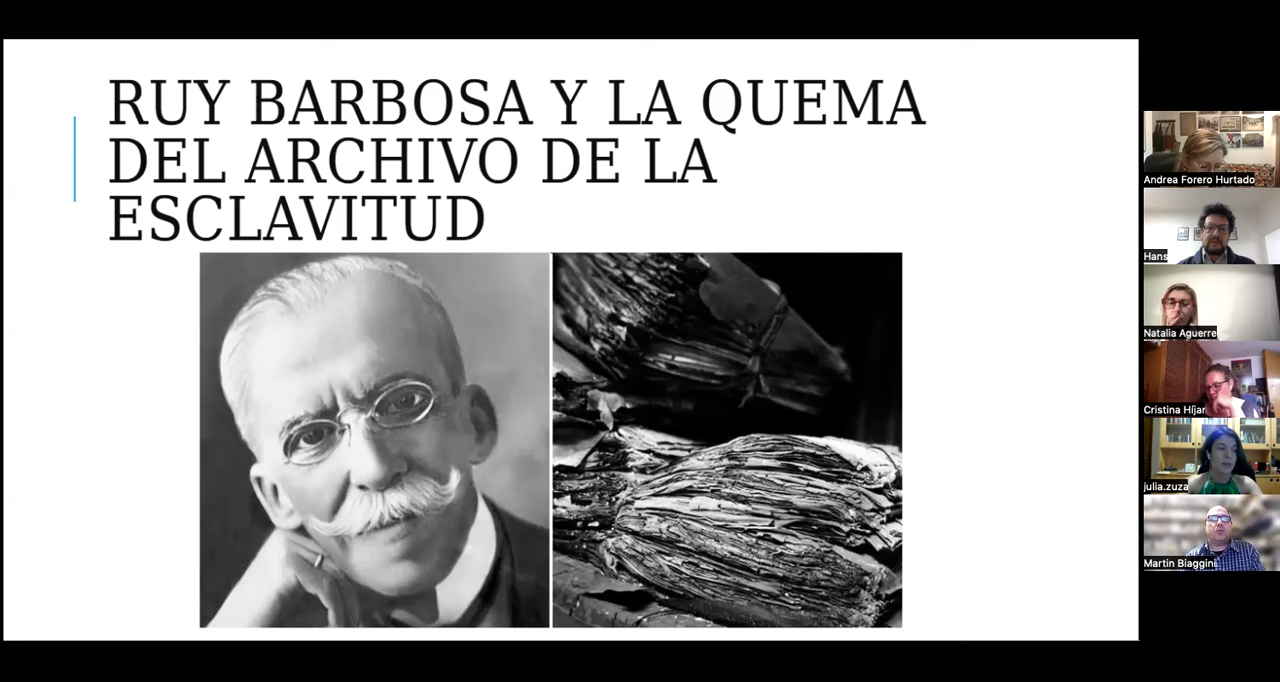 RUY BARBOSA Y LA QUEMA
DEL ARCHIVO DE LA
ESCLAVITUD
Andrea Forero Hurtado
Hans
Natalia Aguerre
Cristina Híjar
julia.zuza
Martin Biaggini